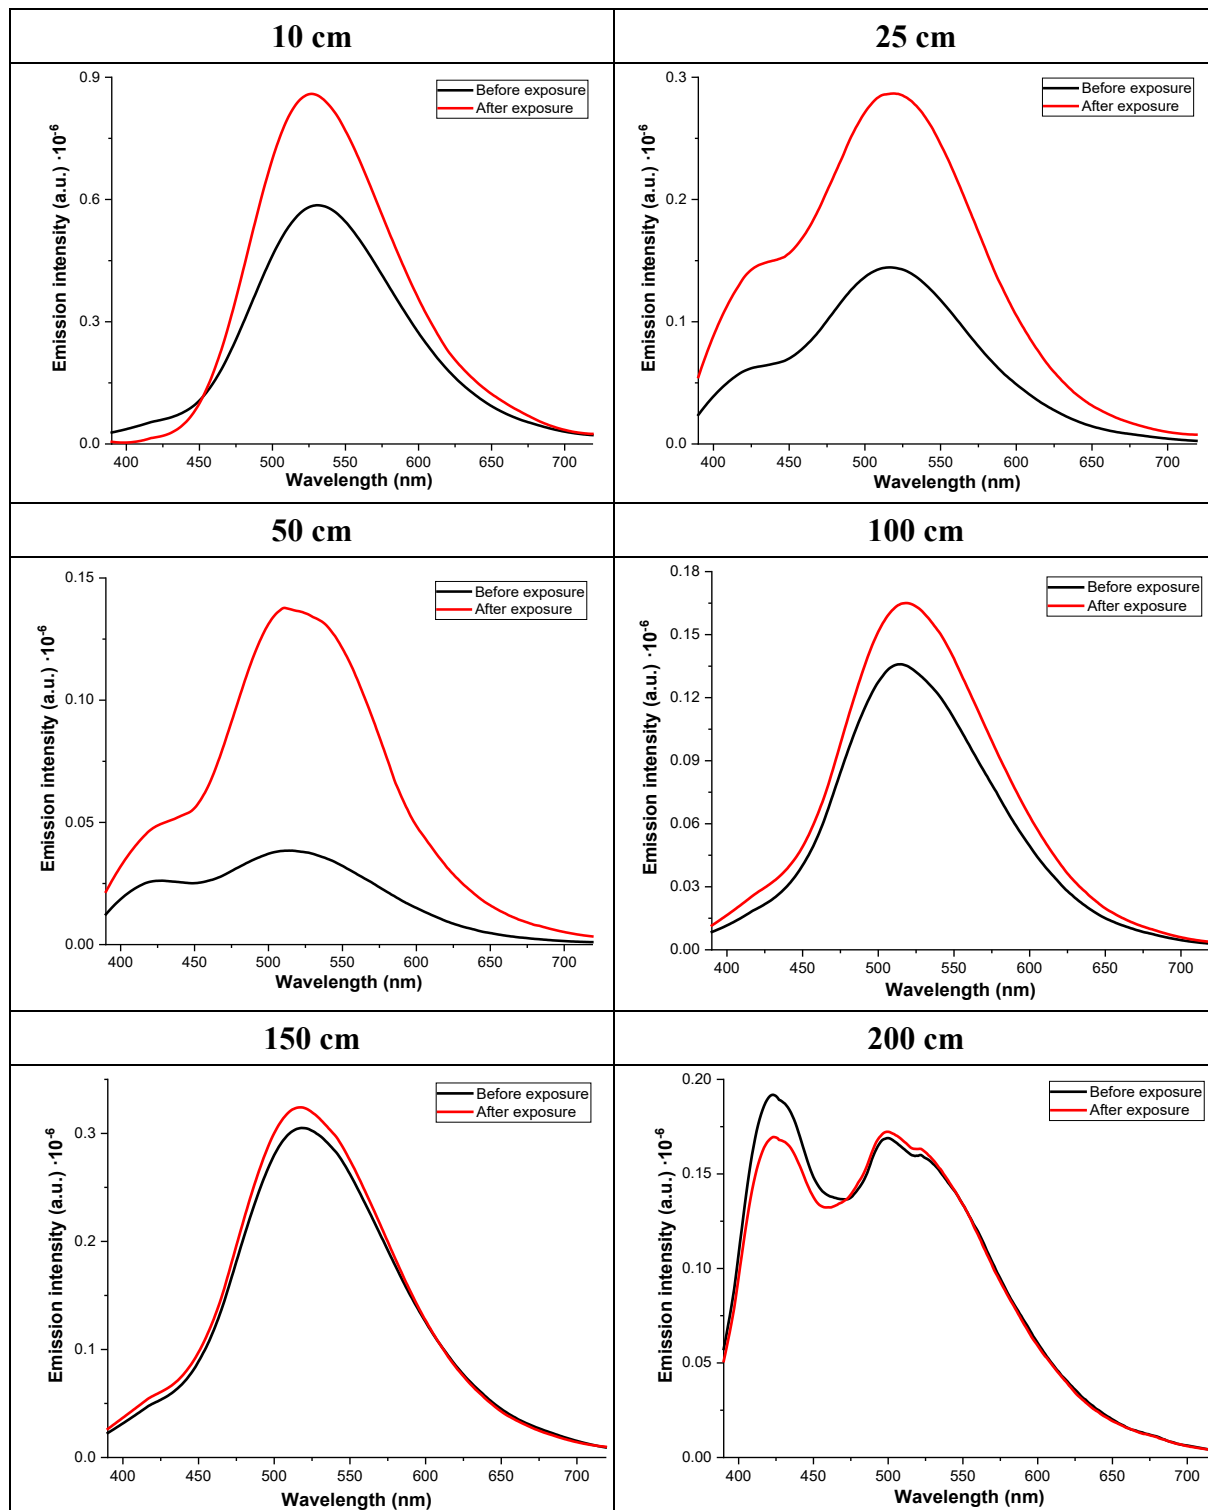 10 cm
25 cm
0.9
0.6
0.3
0.0
Emission intensity (a.u.) ·10⁻⁶
Before exposure
After exposure
400 450 500 550 600 650 700
Wavelength (nm)
0.3
0.2
0.1
0.0
Emission intensity (a.u.) ·10⁻⁶
Before exposure
After exposure
400 450 500 550 600 650 700
Wavelength (nm)
50 cm
100 cm
0.15
0.10
0.05
0.00
Emission intensity (a.u.) ·10⁻⁶
Before exposure
After exposure
400 450 500 550 600 650 700
Wavelength (nm)
0.18
0.15
0.12
0.09
0.06
0.03
0.00
Emission intensity (a.u.) ·10⁻⁶
Before exposure
After exposure
400 450 500 550 600 650 700
Wavelength (nm)
150 cm
200 cm
0.3
0.2
0.1
0.0
Emission intensity (a.u.) ·10⁻⁶
Before exposure
After exposure
400 450 500 550 600 650 700
Wavelength (nm)
0.20
0.15
0.10
0.05
0.00
Emission intensity (a.u.) ·10⁻⁶
Before exposure
After exposure
400 450 500 550 600 650 700
Wavelength (nm)